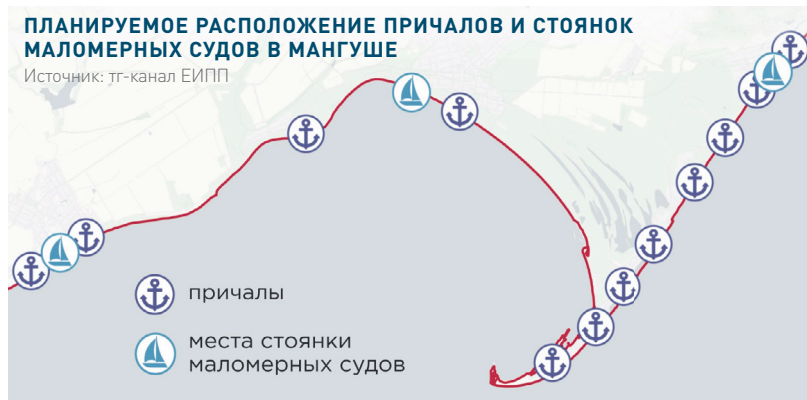 ПЛАНИРУЕМОЕ РАСПОЛОЖЕНИЕ ПРИЧАЛОВ И СТОЯНОК
МАЛОМЕРНЫХ СУДОВ В МАНГУШЕ
Источник: тг-канал ЕИПП
причалы
места стоянки
маломерных судов